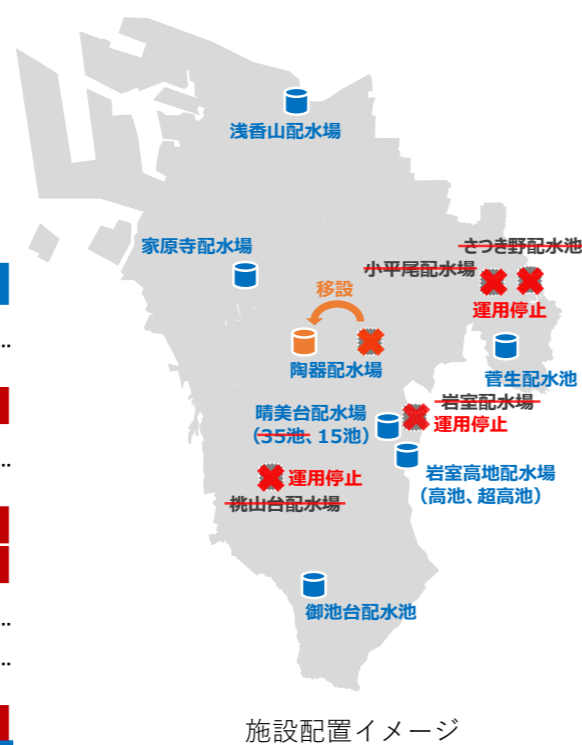 浅香山配水場
家原寺配水場
さつき野配水池
小平尾配水場
移設
運用停止
陶器配水場
菅生配水池
岩室配水場
晴美台配水場
（35池、15池）
運用停止
運用停止
岩室高地配水場
（高池、超高池）
桃山台配水場
御池台配水池
施設配置イメージ
..
..
..
..